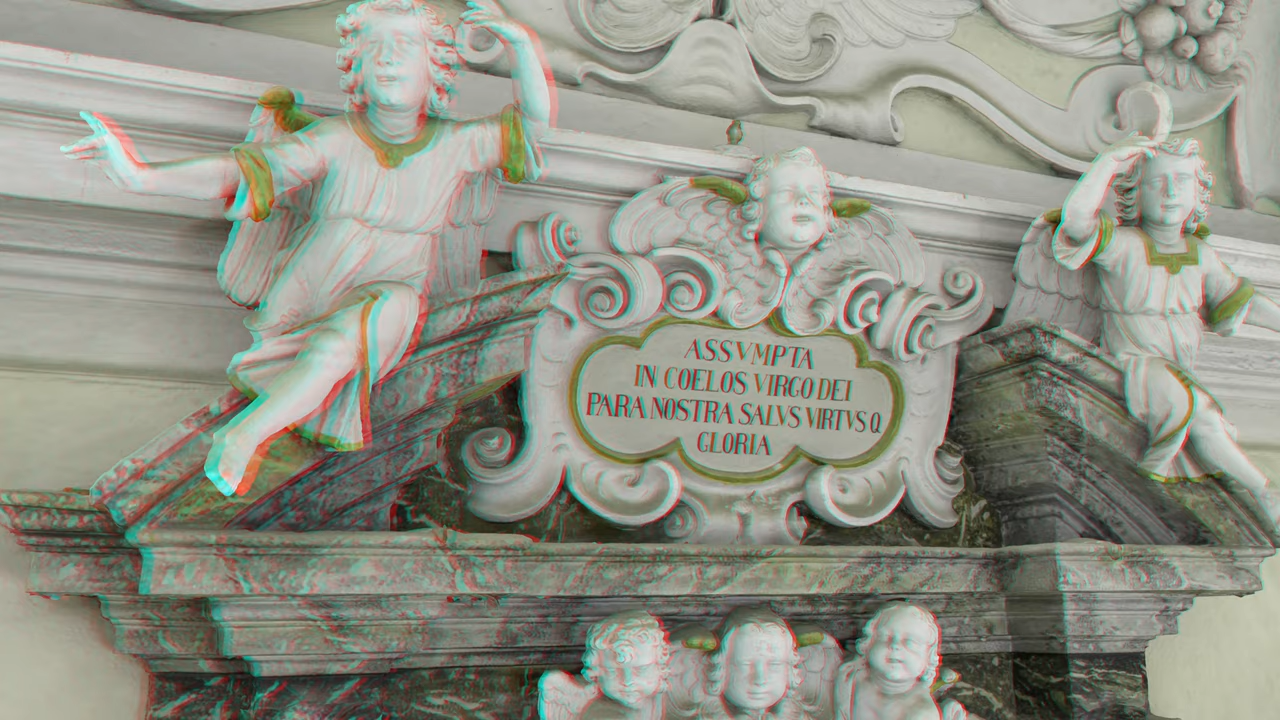 ASSVMPTA
IN COELOS VIRGO DEI
PARA NOSTRA SALVS VIRTVS Q
GLORIA